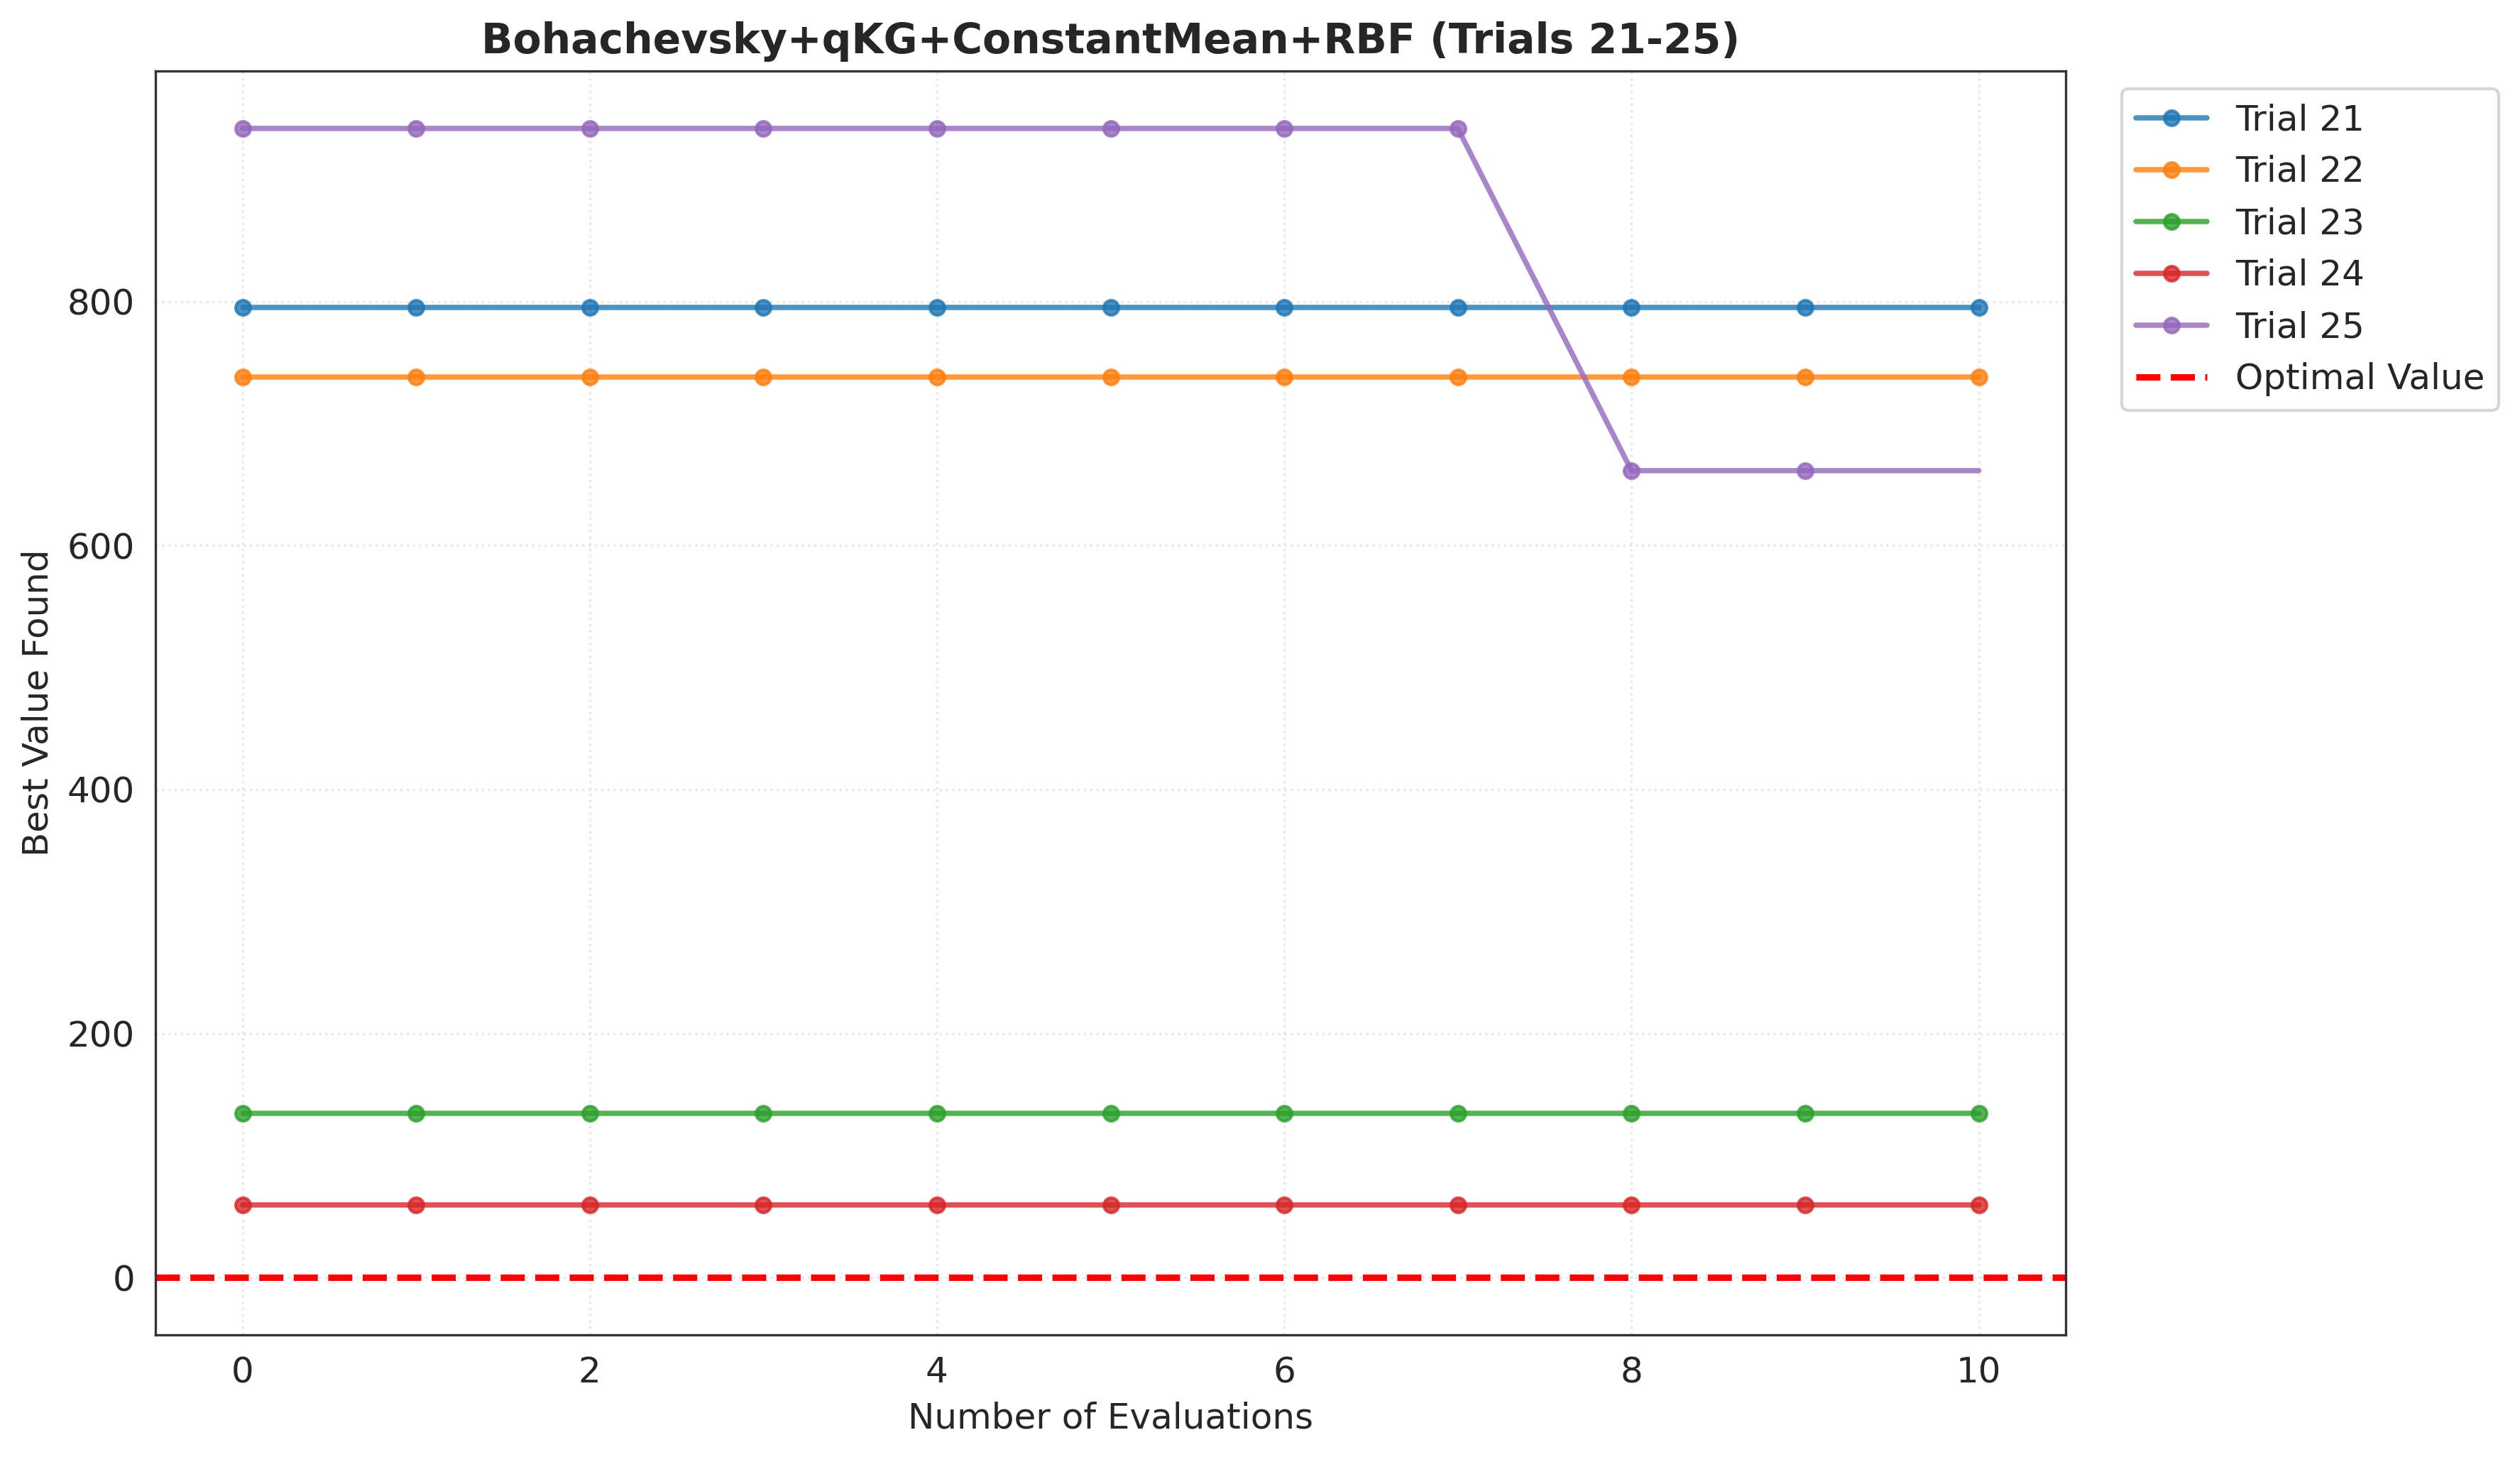 Bohachevsky+qKG+ConstantMean+RBF (Trials 21-25)
Trial 21
Trial 22
Trial 23
Trial 24
Trial 25
Optimal Value
Best Value Found
800
600
400
200
0
0 2 4 6 8 10
Number of Evaluations